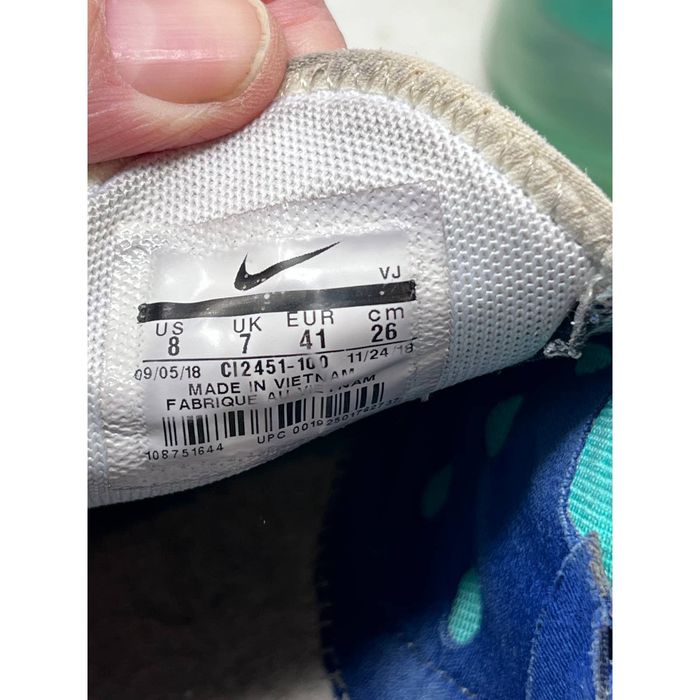 VJ
US UK EUR cm
8 7 41 26
09/05/18 CI2451-100 11/24/18
MADE IN VIETNAM
FABRIQUE AU VIETNAM
108751644 UPC